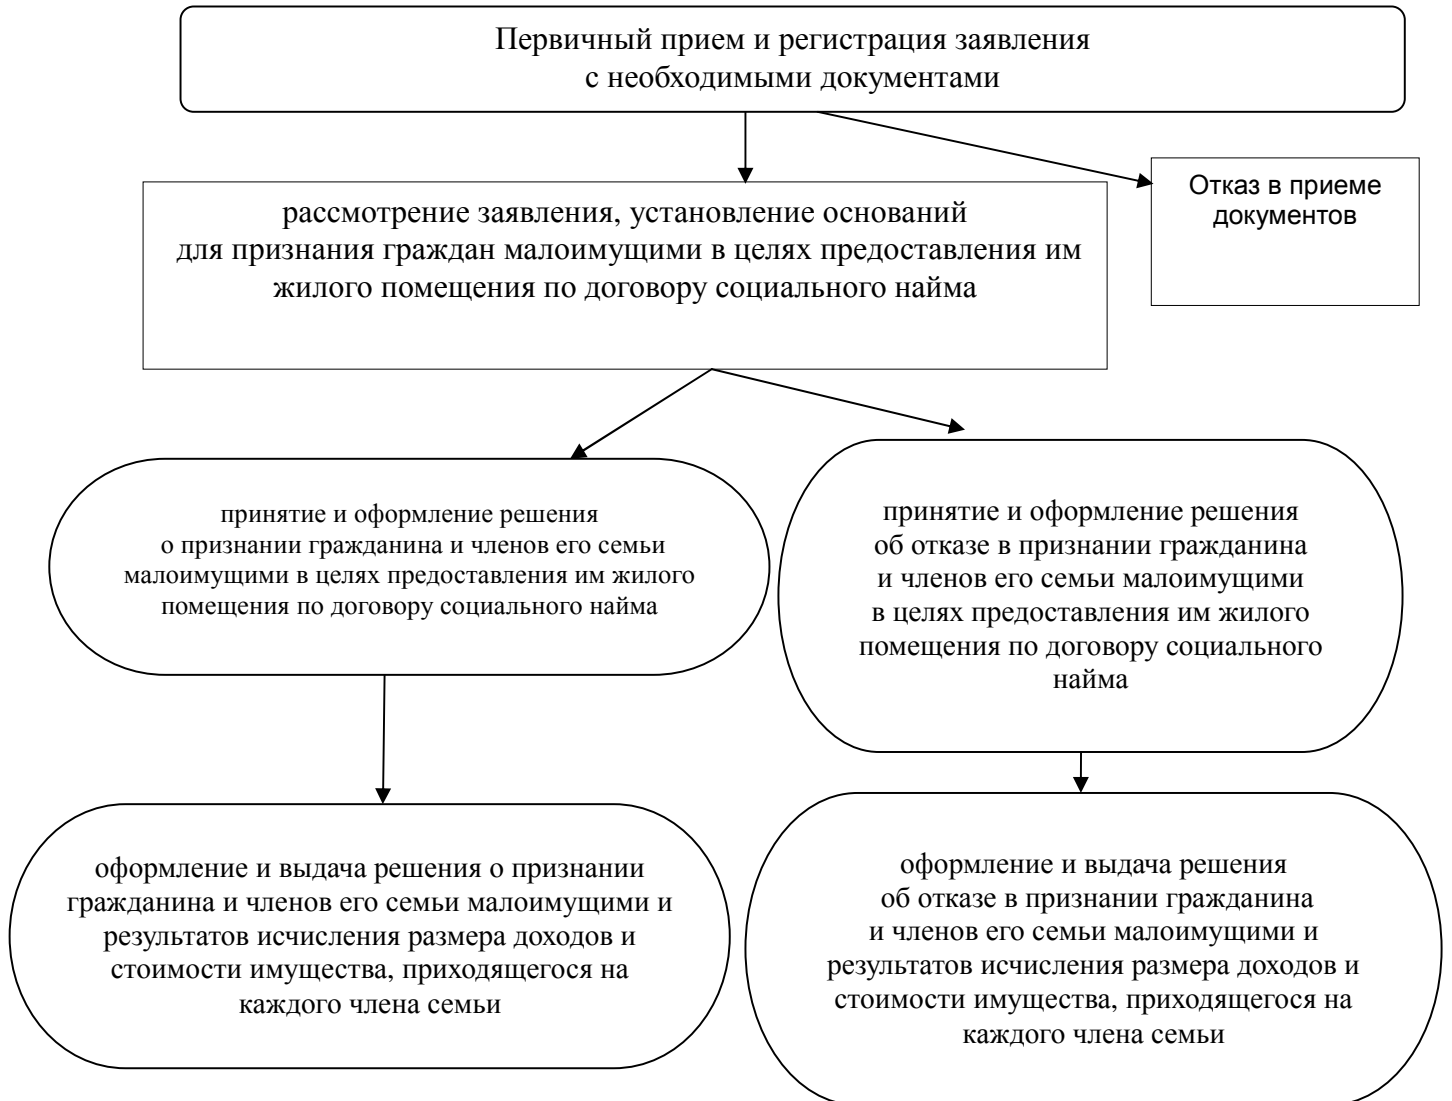 Первичный прием и регистрация заявления
с необходимыми документами
Отказ в приеме
документов
рассмотрение заявления, установление оснований
для признания граждан малоимущими в целях предоставления им
жилого помещения по договору социального найма
принятие и оформление решения
о признании гражданина и членов его семьи
малоимущими в целях предоставления им жилого
помещения по договору социального найма
принятие и оформление решения
об отказе в признании гражданина
и членов его семьи малоимущими
в целях предоставления им жилого
помещения по договору социального
найма
оформление и выдача решения о признании
гражданина и членов его семьи малоимущими и
результатов исчисления размера доходов и
стоимости имущества, приходящегося на
каждого члена семьи
оформление и выдача решения
об отказе в признании гражданина
и членов его семьи малоимущими и
результатов исчисления размера доходов и
стоимости имущества, приходящегося на
каждого члена семьи